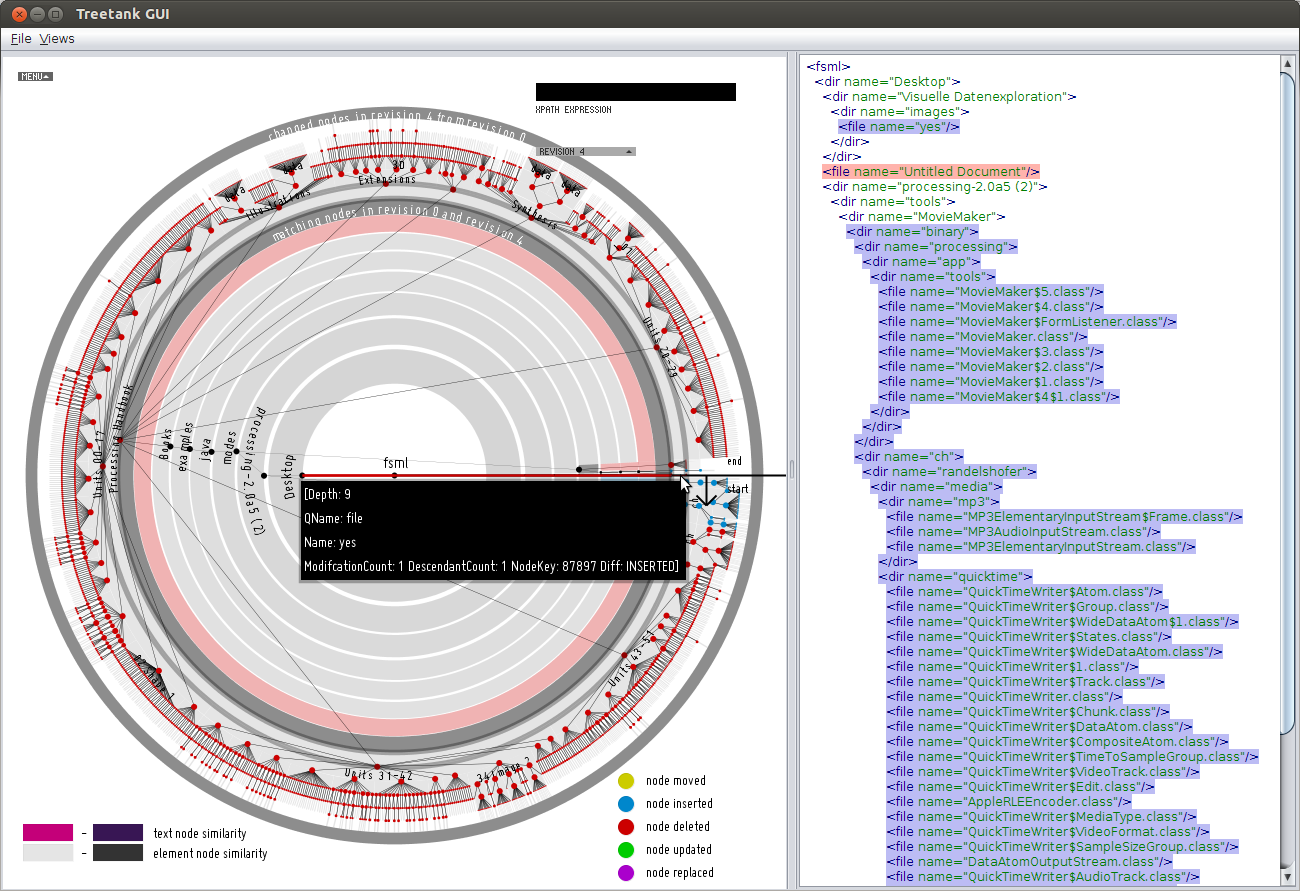 Treetank GUI
File Views
MENU
XPATH EXPRESSION
REVISION 4
changed nodes in revision 4 from revision 0
matching nodes in revision 0 and revision 4
data
data
3D
Extensions
Illustrations
data
data
Synthesis
Units 28-29
Units 00-17
Processing Handbook
Books
examples
java
modes
processing-2.0a5 (2)
Desktop
fsml
end
start
[Depth: 9
QName: file
Name: yes
ModifcationCount: 1 DescendantCount: 1 NodeKey: 87897 Diff: INSERTED]
Units 43-51
Units 31-42
node moved
node inserted
node deleted
node updated
node replaced
- text node similarity
- element node similarity
<fsml>
<dir name="Desktop">
<dir name="Visuelle Datenexploration">
<dir name="images">
<file name="yes"/>
</dir>
</dir>
<file name="Untitled Document"/>
<dir name="processing-2.0a5 (2)">
<dir name="tools">
<dir name="MovieMaker">
<dir name="binary">
<dir name="processing">
<dir name="app">
<dir name="tools">
<file name="MovieMaker$5.class"/>
<file name="MovieMaker$4.class"/>
<file name="MovieMaker$FormListener.class"/>
<file name="MovieMaker.class"/>
<file name="MovieMaker$3.class"/>
<file name="MovieMaker$2.class"/>
<file name="MovieMaker$1.class"/>
<file name="MovieMaker$4$1.class"/>
</dir>
</dir>
</dir>
<dir name="ch">
<dir name="randelshofer">
<dir name="media">
<dir name="mp3">
<file name="MP3ElementaryInputStream$Frame.class"/>
<file name="MP3AudioInputStream.class"/>
<file name="MP3ElementaryInputStream.class"/>
</dir>
<dir name="quicktime">
<file name="QuickTimeWriter$Atom.class"/>
<file name="QuickTimeWriter$Group.class"/>
<file name="QuickTimeWriter$WideDataAtom$1.class"/>
<file name="QuickTimeWriter$States.class"/>
<file name="QuickTimeWriter$WideDataAtom.class"/>
<file name="QuickTimeWriter$1.class"/>
<file name="QuickTimeWriter$Track.class"/>
<file name="QuickTimeWriter.class"/>
<file name="QuickTimeWriter$Chunk.class"/>
<file name="QuickTimeWriter$DataAtom.class"/>
<file name="QuickTimeWriter$CompositeAtom.class"/>
<file name="QuickTimeWriter$TimeToSampleGroup.class"/>
<file name="QuickTimeWriter$VideoTrack.class"/>
<file name="QuickTimeWriter$Edit.class"/>
<file name="AppleRLEEncoder.class"/>
<file name="QuickTimeWriter$MediaType.class"/>
<file name="QuickTimeWriter$VideoFormat.class"/>
<file name="QuickTimeWriter$SampleSizeGroup.class"/>
<file name="DataAtomOutputStream.class"/>
<file name="QuickTimeWriter$AudioTrack.class"/>